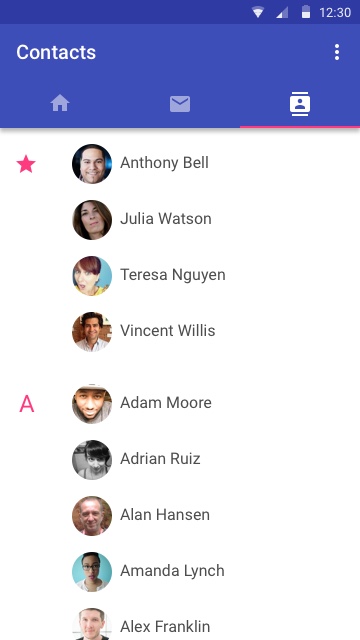 12:30
Contacts
Anthony Bell
Julia Watson
Teresa Nguyen
Vincent Willis
A
Adam Moore
Adrian Ruiz
Alan Hansen
Amanda Lynch
Alex Franklin